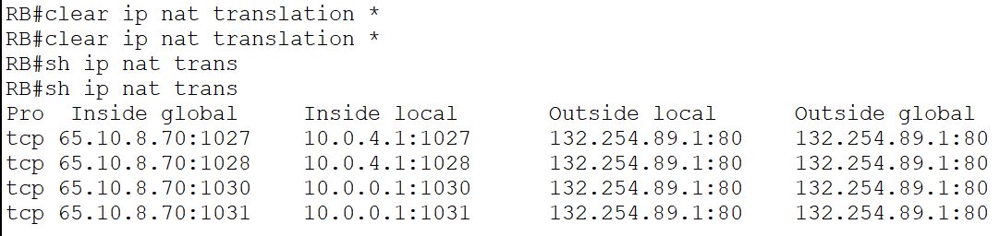 RB#clear ip nat translation *
RB#clear ip nat translation *
RB#sh ip nat trans
RB#sh ip nat trans
Pro  Inside global     Inside local       Outside local      Outside global
tcp 65.10.8.70:1027    10.0.4.1:1027      132.254.89.1:80    132.254.89.1:80
tcp 65.10.8.70:1028    10.0.4.1:1028      132.254.89.1:80    132.254.89.1:80
tcp 65.10.8.70:1030    10.0.0.1:1030      132.254.89.1:80    132.254.89.1:80
tcp 65.10.8.70:1031    10.0.0.1:1031      132.254.89.1:80    132.254.89.1:80